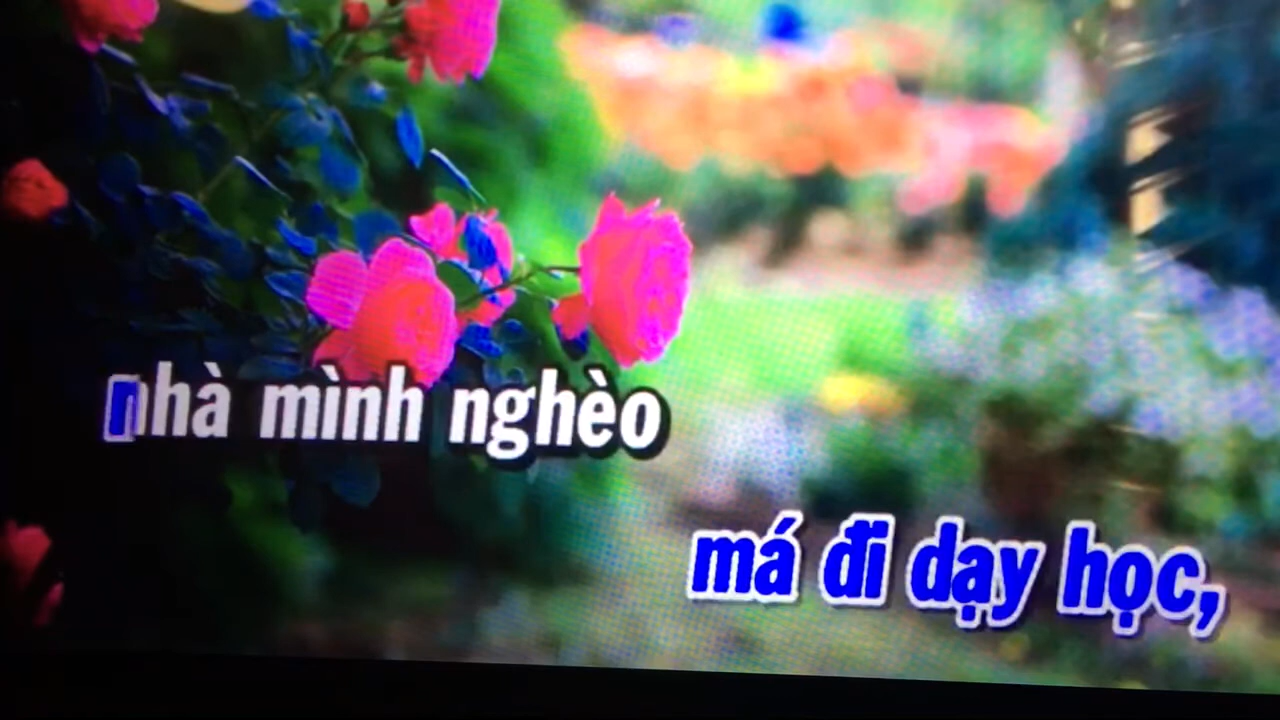 nhà mình nghèo
má đi dạy học,